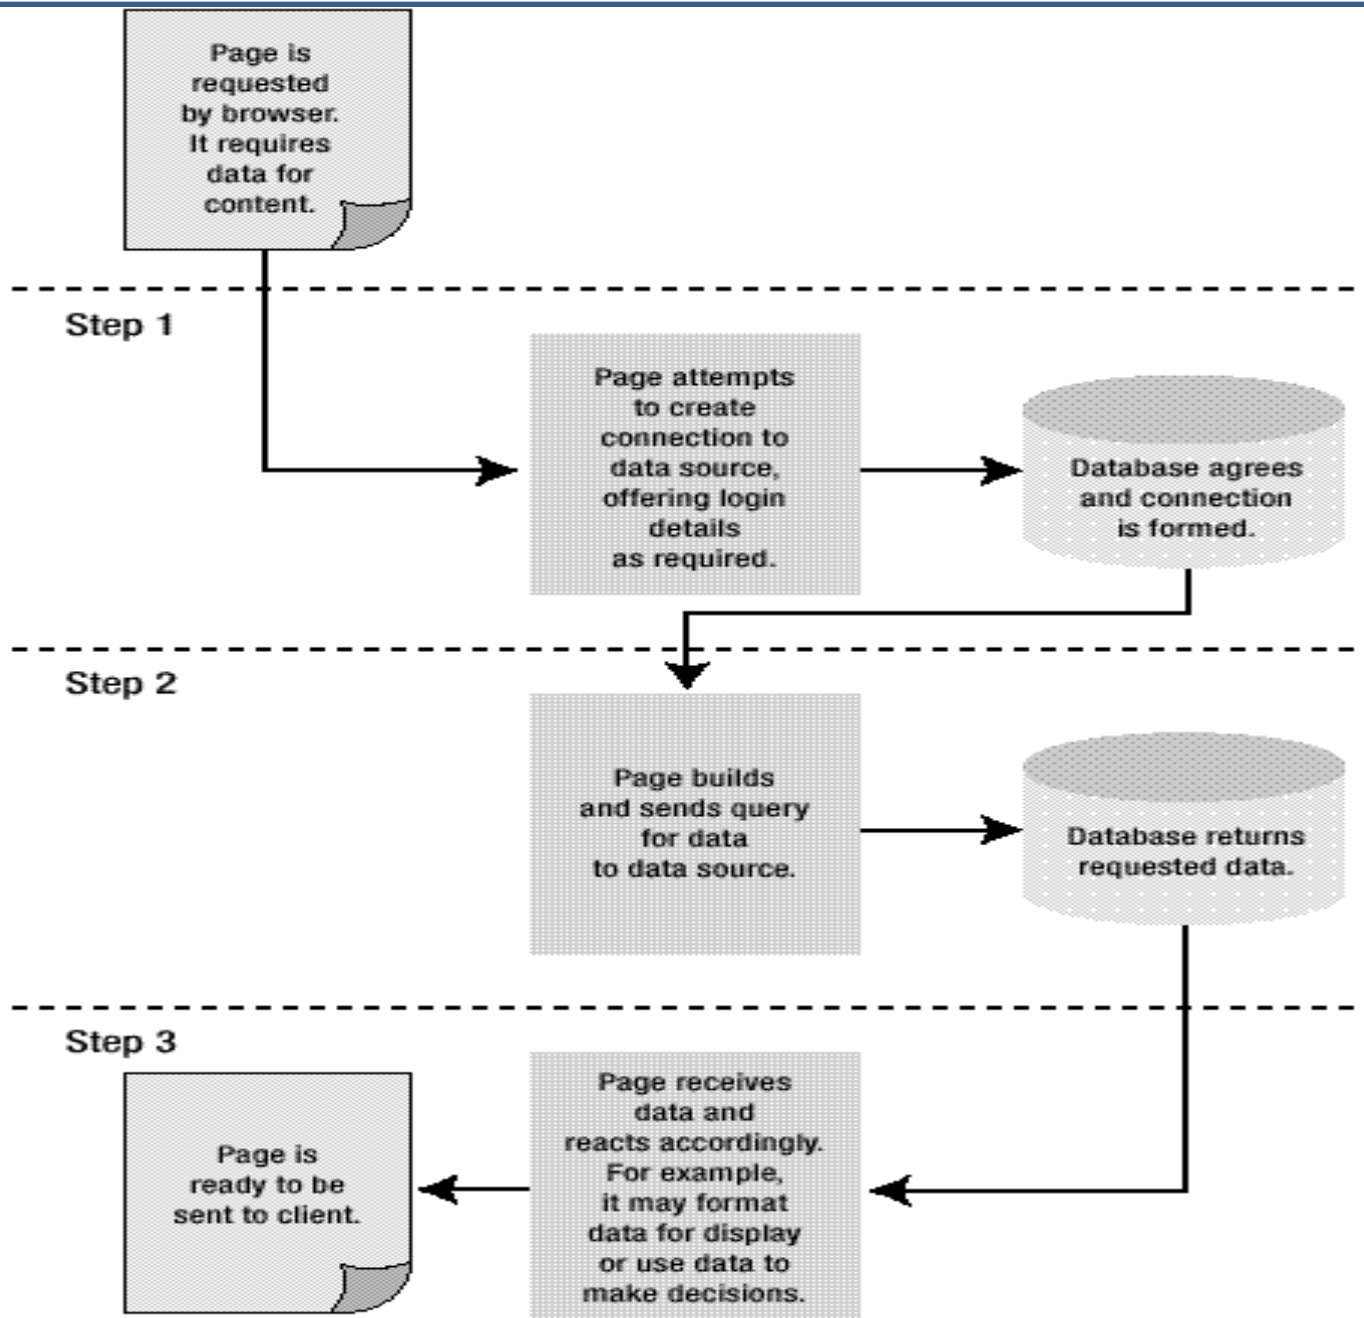 Page is
requested
by browser.
It requires
data for
content.
Step 1
Page attempts
to create
connection to
data source,
offering login
details
as required.
Database agrees
and connection
is formed.
Step 2
Page builds
and sends query
for data
to data source.
Database returns
requested data.
Step 3
Page receives
data and
reacts accordingly.
For example,
it may format
data for display
or use data to
make decisions.
Page is
ready to be
sent to client.